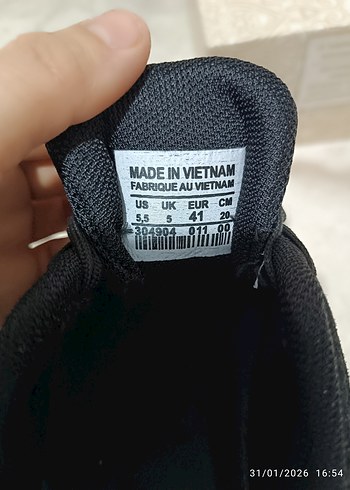 MADE IN VIETNAM
FABRIQUE AU VIETNAM
US UK EUR CM
5,5 5 41 20
304904 011 00
31/01/2026 16:54